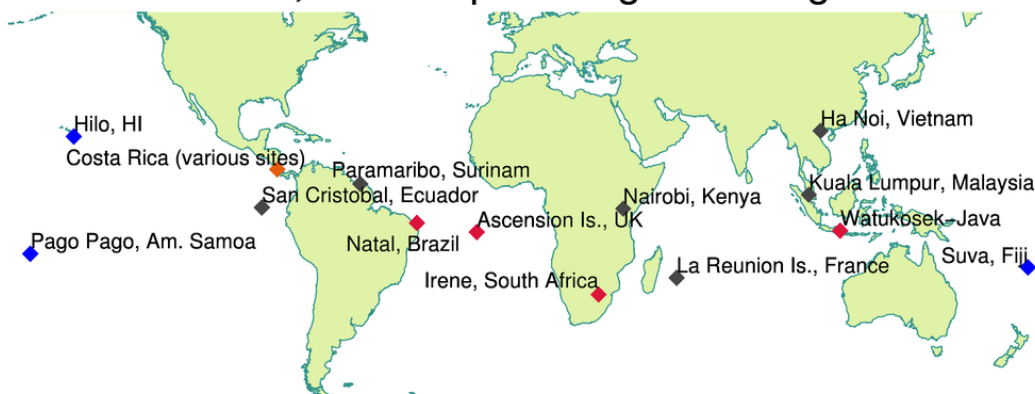 Hilo, HI
Ha Noi, Vietnam
Costa Rica (various sites)
Paramaribo, Surinam
Kuala Lumpur, Malaysia
San Cristobal, Ecuador
Nairobi, Kenya
Ascension Is., UK
Watukosek-Java
Natal, Brazil
Pago Pago, Am. Samoa
Suva, Fiji
La Reunion Is., France
Irene, South Africa